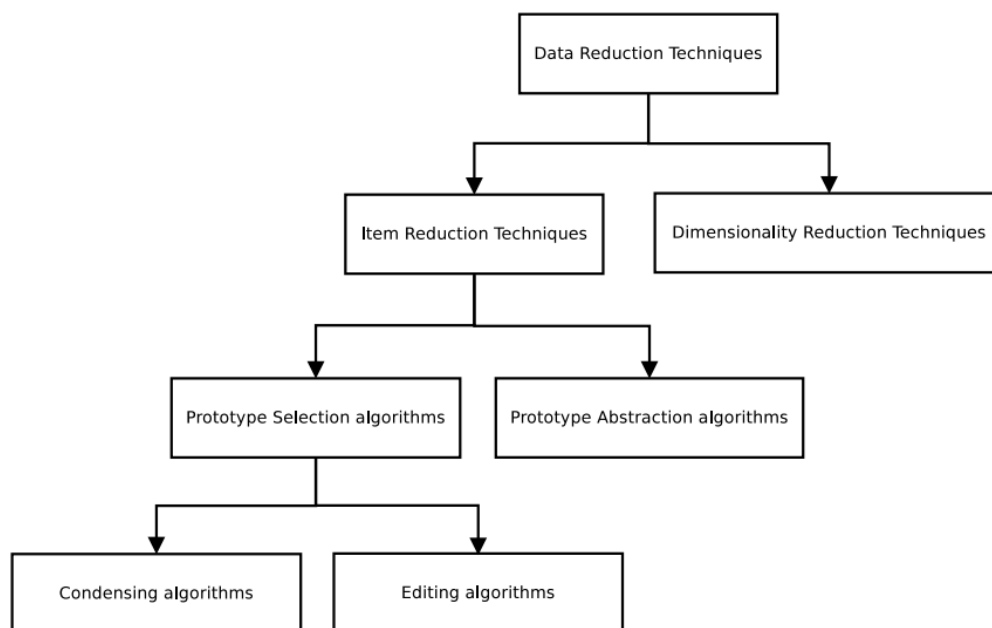 Data Reduction Techniques
Item Reduction Techniques
Dimensionality Reduction Techniques
Prototype Selection algorithms
Prototype Abstraction algorithms
Condensing algorithms
Editing algorithms